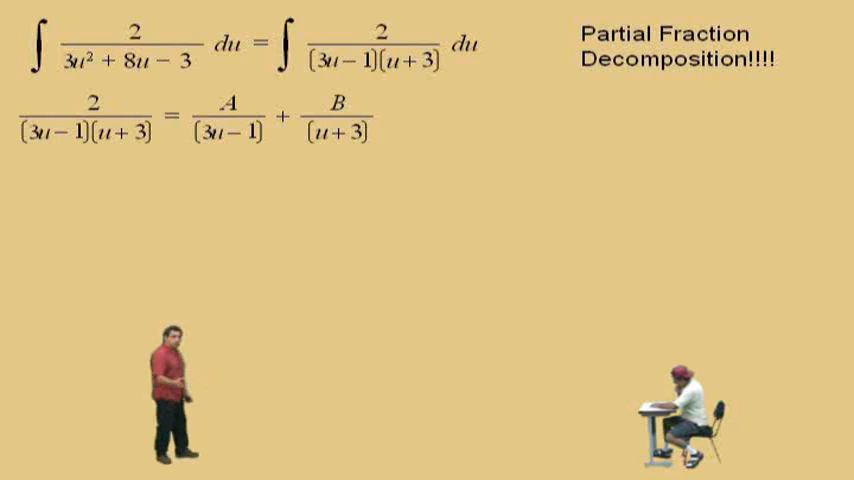 ∫ 2/(3u² + 8u − 3) du = ∫ 2/((3u − 1)(u + 3)) du
Partial Fraction
Decomposition!!!!
2/((3u − 1)(u + 3)) = A/(3u − 1) + B/(u + 3)